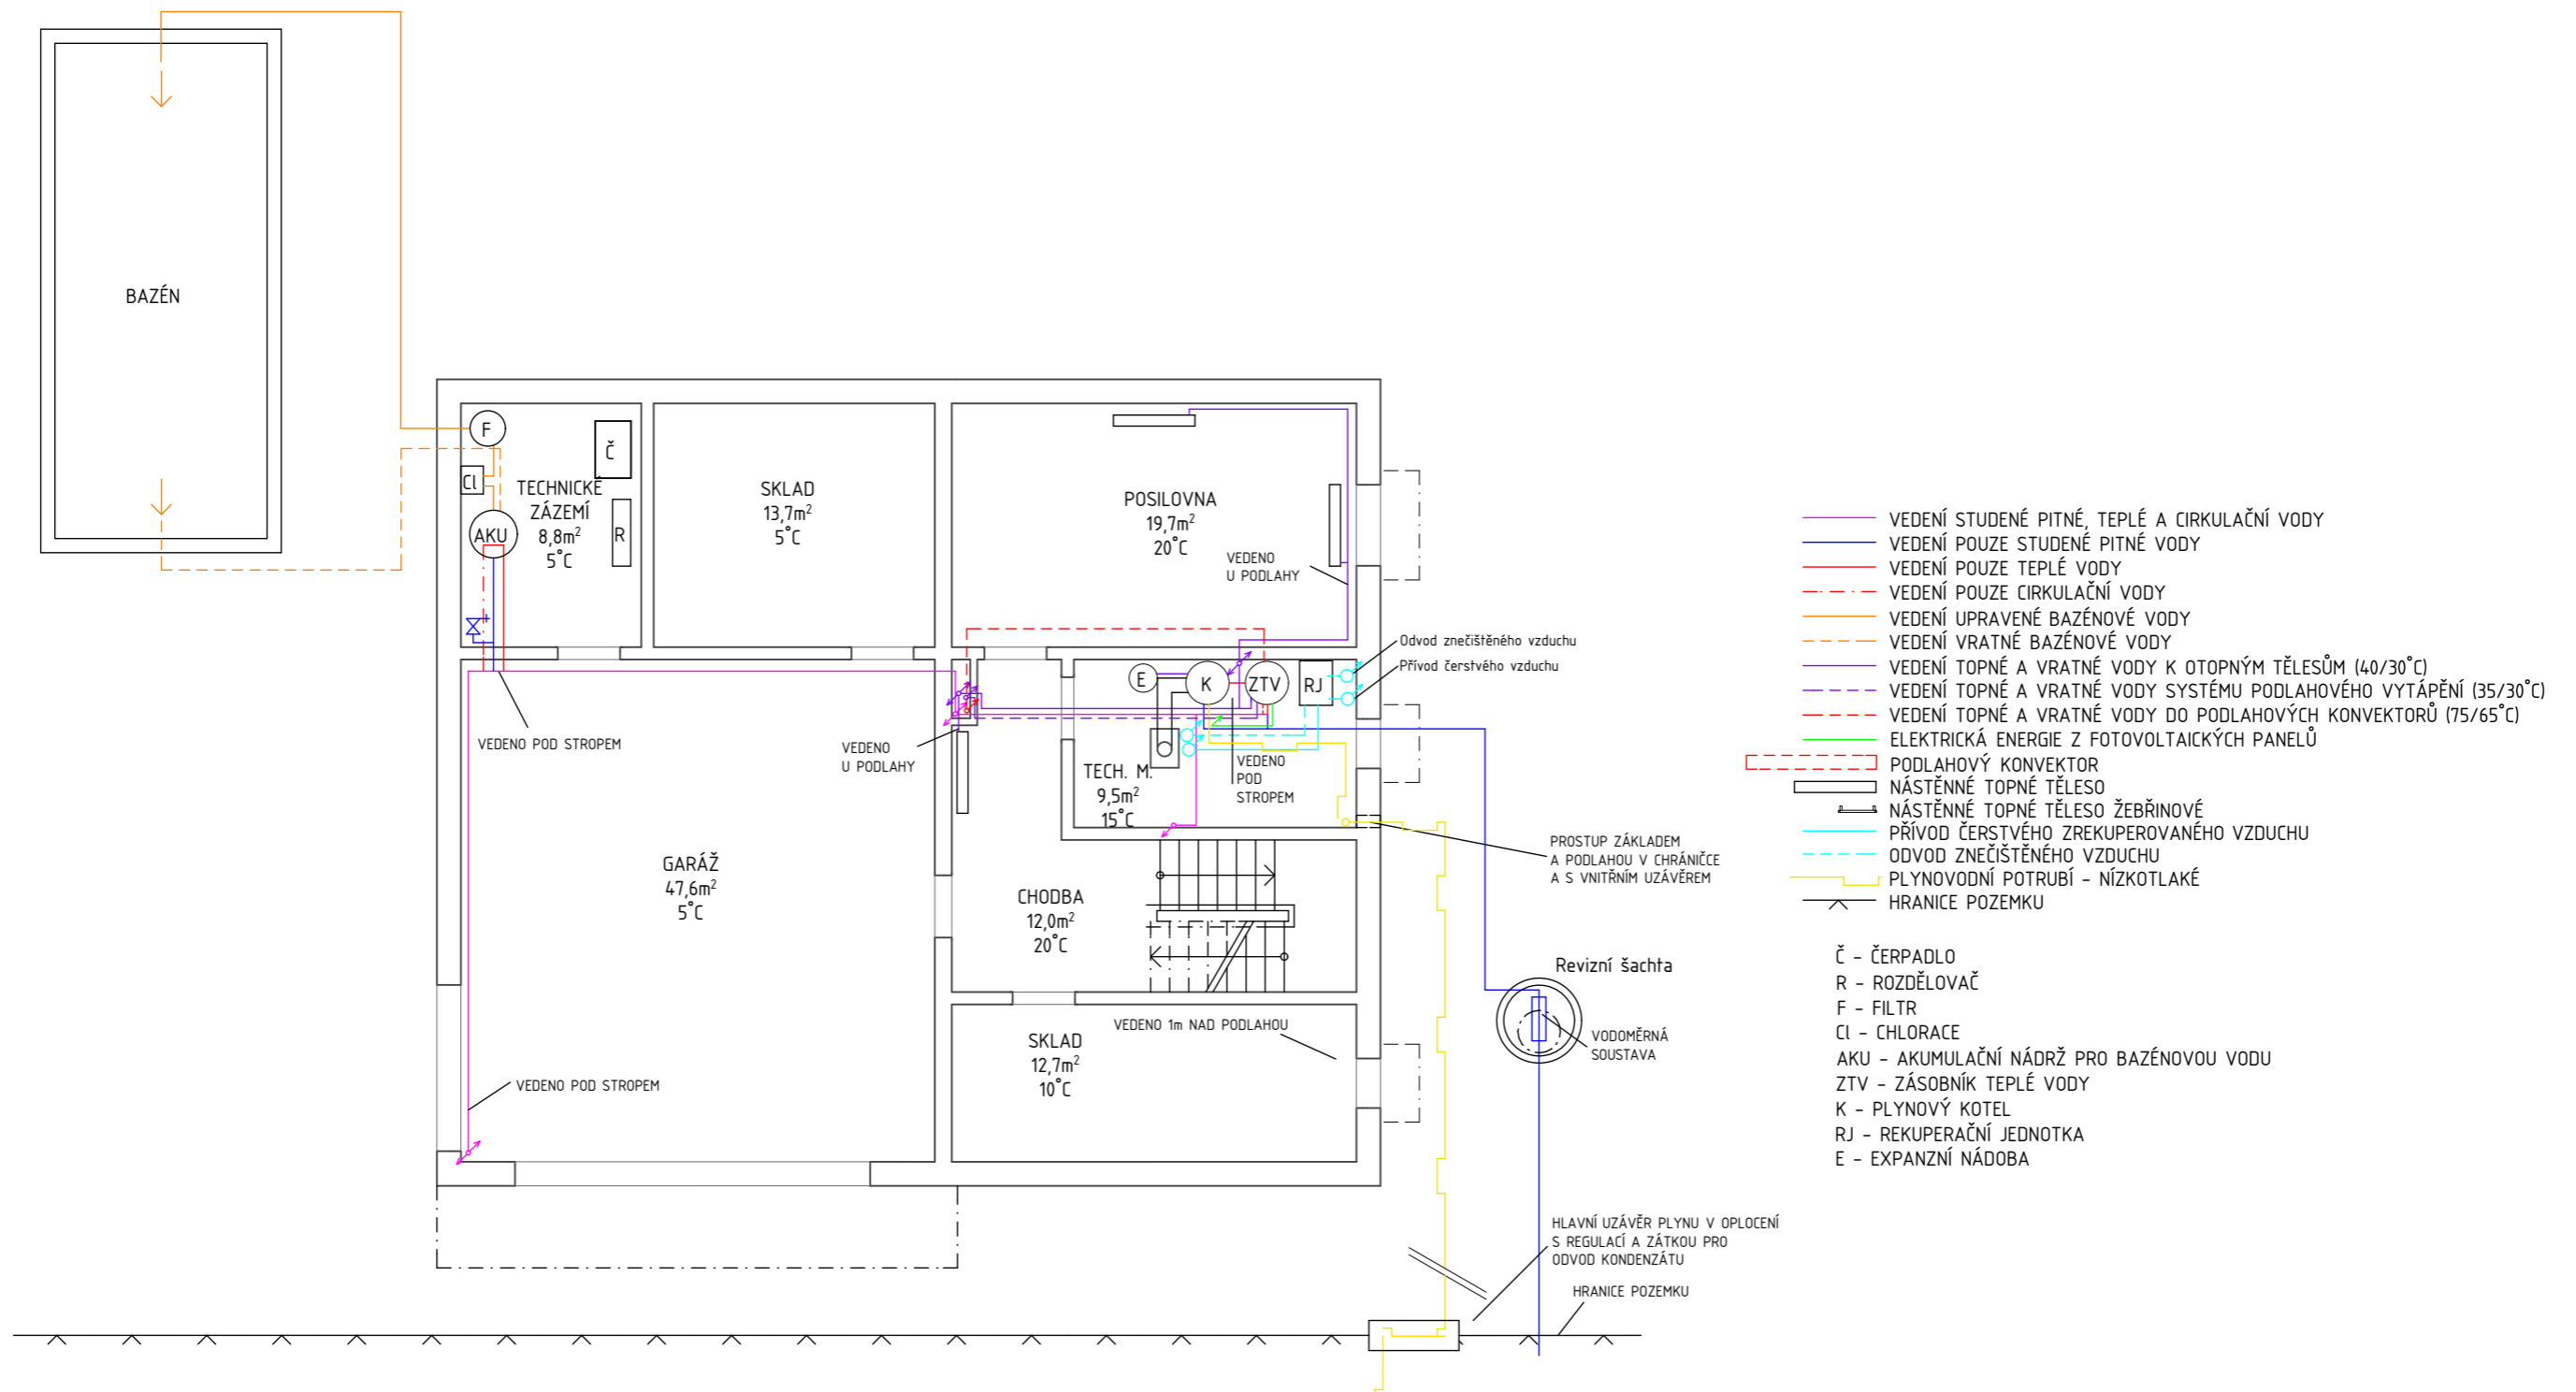 BAZÉN
F
Č
Cl
TECHNICKÉ
ZÁZEMÍ
8,8m²
5°C
AKU
R
SKLAD
13,7m²
5°C
POSILOVNA
19,7m²
20°C
VEDENO
U PODLAHY
Odvod znečištěného vzduchu
Přívod čerstvého vzduchu
E
K
ZTV
RJ
VEDENO POD STROPEM
VEDENO
U PODLAHY
TECH. M.
9,5m²
15°C
VEDENO
POD
STROPEM
PROSTUP ZÁKLADEM
A PODLAHOU V CHRÁNIČCE
A S VNITŘNÍM UZÁVĚREM
GARÁŽ
47,6m²
5°C
CHODBA
12,0m²
20°C
Revizní šachta
VODOMĚRNÁ
SOUSTAVA
SKLAD
12,7m²
10°C
VEDENO 1m NAD PODLAHOU
VEDENO POD STROPEM
HLAVNÍ UZÁVĚR PLYNU V OPLOCENÍ
S REGULACÍ A ZÁTKOU PRO
ODVOD KONDENZÁTU
HRANICE POZEMKU
VEDENÍ STUDENÉ PITNÉ, TEPLÉ A CIRKULAČNÍ VODY
VEDENÍ POUZE STUDENÉ PITNÉ VODY
VEDENÍ POUZE TEPLÉ VODY
VEDENÍ POUZE CIRKULAČNÍ VODY
VEDENÍ UPRAVENÉ BAZÉNOVÉ VODY
VEDENÍ VRATNÉ BAZÉNOVÉ VODY
VEDENÍ TOPNÉ A VRATNÉ VODY K OTOPNÝM TĚLESŮM (40/30°C)
VEDENÍ TOPNÉ A VRATNÉ VODY SYSTÉMU PODLAHOVÉHO VYTÁPĚNÍ (35/30°C)
VEDENÍ TOPNÉ A VRATNÉ VODY DO PODLAHOVÝCH KONVEKTORŮ (75/65°C)
ELEKTRICKÁ ENERGIE Z FOTOVOLTAICKÝCH PANELŮ
PODLAHOVÝ KONVEKTOR
NÁSTĚNNÉ TOPNÉ TĚLESO
NÁSTĚNNÉ TOPNÉ TĚLESO ŽEBŘINOVÉ
PŘÍVOD ČERSTVÉHO ZREKUPEROVANÉHO VZDUCHU
ODVOD ZNEČIŠTĚNÉHO VZDUCHU
PLYNOVODNÍ POTRUBÍ - NÍZKOTLAKÉ
HRANICE POZEMKU
Č - ČERPADLO
R - ROZDĚLOVAČ
F - FILTR
Cl - CHLORACE
AKU - AKUMULAČNÍ NÁDRŽ PRO BAZÉNOVOU VODU
ZTV - ZÁSOBNÍK TEPLÉ VODY
K - PLYNOVÝ KOTEL
RJ - REKUPERAČNÍ JEDNOTKA
E - EXPANZNÍ NÁDOBA